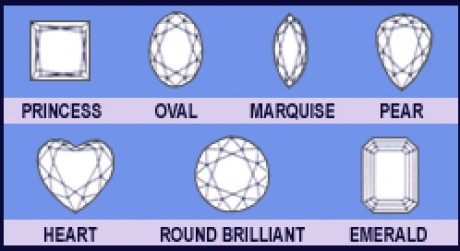 PRINCESS OVAL MARQUISE PEAR
HEART ROUND BRILLIANT EMERALD